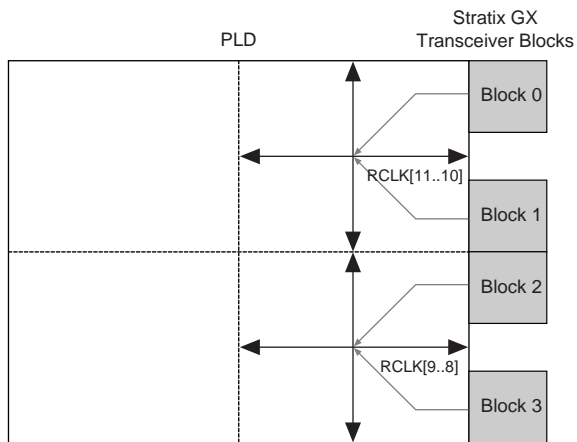 Stratix GX
Transceiver Blocks
PLD
Block 0
RCLK[11..10]
Block 1
Block 2
RCLK[9..8]
Block 3